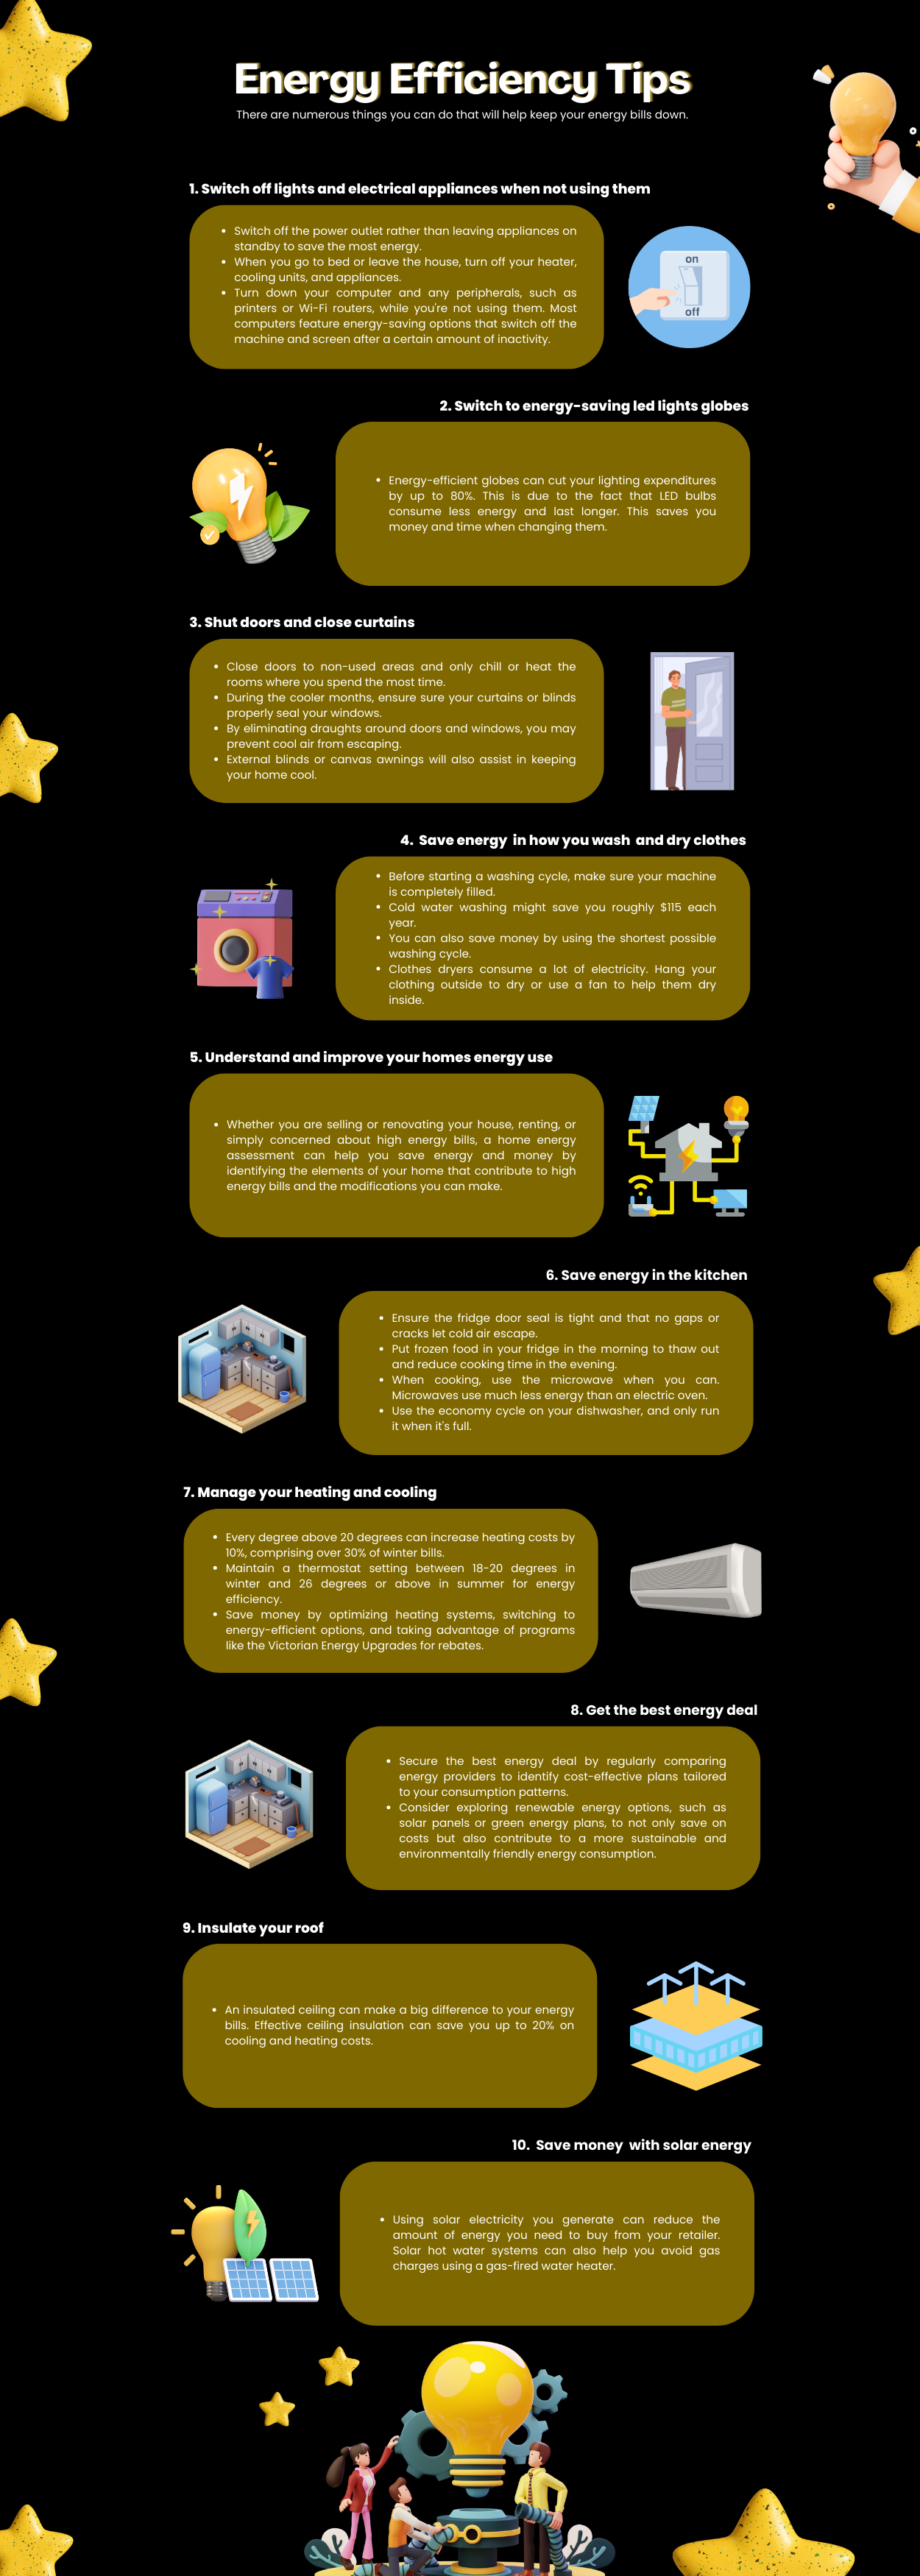 Energy Efficiency Tips
There are numerous things you can do that will help keep your energy bills down.
1. Switch off lights and electrical appliances when not using them
• Switch off the power outlet rather than leaving appliances on
standby to save the most energy.
• When you go to bed or leave the house, turn off your heater,
cooling units, and appliances.
• Turn down your computer and any peripherals, such as
printers or Wi-Fi routers, while you're not using them. Most
computers feature energy-saving options that switch off the
machine and screen after a certain amount of inactivity.
on
off
2. Switch to energy-saving led lights globes
• Energy-efficient globes can cut your lighting expenditures
by up to 80%. This is due to the fact that LED bulbs
consume less energy and last longer. This saves you
money and time when changing them.
3. Shut doors and close curtains
• Close doors to non-used areas and only chill or heat the
rooms where you spend the most time.
• During the cooler months, ensure sure your curtains or blinds
properly seal your windows.
• By eliminating draughts around doors and windows, you may
prevent cool air from escaping.
• External blinds or canvas awnings will also assist in keeping
your home cool.
4. Save energy in how you wash and dry clothes
• Before starting a washing cycle, make sure your machine
is completely filled.
• Cold water washing might save you roughly $115 each
year.
• You can also save money by using the shortest possible
washing cycle.
• Clothes dryers consume a lot of electricity. Hang your
clothing outside to dry or use a fan to help them dry
inside.
5. Understand and improve your homes energy use
• Whether you are selling or renovating your house, renting, or
simply concerned about high energy bills, a home energy
assessment can help you save energy and money by
identifying the elements of your home that contribute to high
energy bills and the modifications you can make.
6. Save energy in the kitchen
• Ensure the fridge door seal is tight and that no gaps or
cracks let cold air escape.
• Put frozen food in your fridge in the morning to thaw out
and reduce cooking time in the evening.
• When cooking, use the microwave when you can.
Microwaves use much less energy than an electric oven.
• Use the economy cycle on your dishwasher, and only run
it when it's full.
7. Manage your heating and cooling
• Every degree above 20 degrees can increase heating costs by
10%, comprising over 30% of winter bills.
• Maintain a thermostat setting between 18-20 degrees in
winter and 26 degrees or above in summer for energy
efficiency.
• Save money by optimizing heating systems, switching to
energy-efficient options, and taking advantage of programs
like the Victorian Energy Upgrades for rebates.
8. Get the best energy deal
• Secure the best energy deal by regularly comparing
energy providers to identify cost-effective plans tailored
to your consumption patterns.
• Consider exploring renewable energy options, such as
solar panels or green energy plans, to not only save on
costs but also contribute to a more sustainable and
environmentally friendly energy consumption.
9. Insulate your roof
• An insulated ceiling can make a big difference to your energy
bills. Effective ceiling insulation can save you up to 20% on
cooling and heating costs.
10. Save money with solar energy
• Using solar electricity you generate can reduce the
amount of energy you need to buy from your retailer.
Solar hot water systems can also help you avoid gas
charges using a gas-fired water heater.